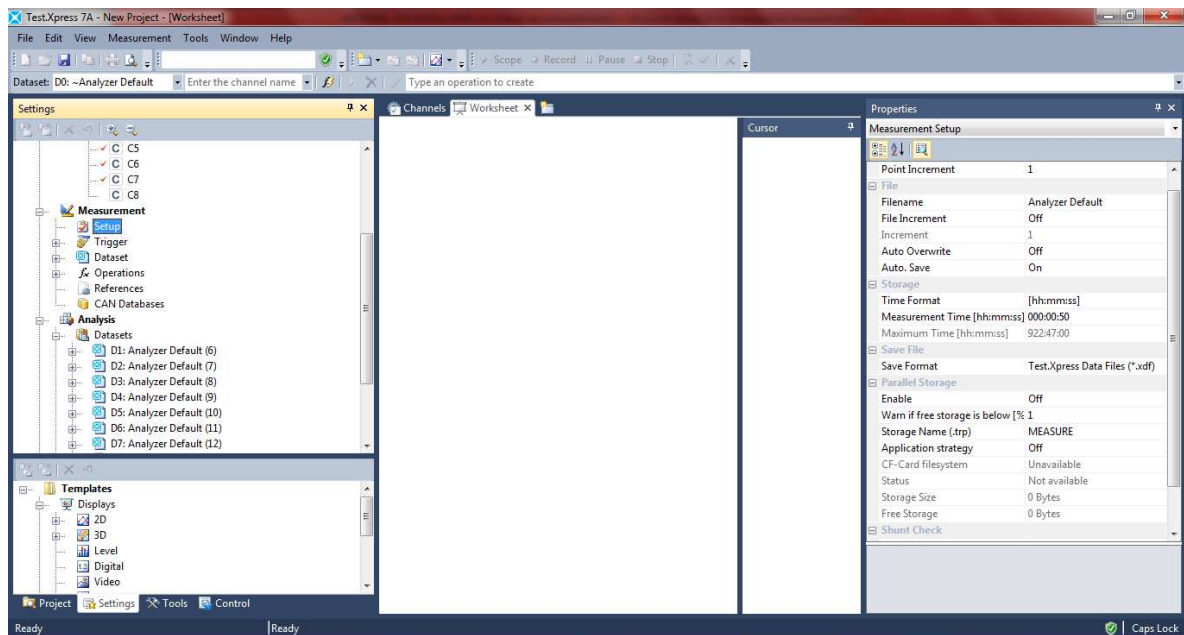 Test.Xpress 7A - New Project - [Worksheet]
File Edit View Measurement Tools Window Help
Scope Record Pause Stop
Dataset: D0: ~Analyzer Default Enter the channel name Type an operation to create
Settings
C C5
C C6
C C7
C C8
Measurement
Setup
Trigger
Dataset
Operations
References
CAN Databases
Analysis
Datasets
D1: Analyzer Default (6)
D2: Analyzer Default (7)
D3: Analyzer Default (8)
D4: Analyzer Default (9)
D5: Analyzer Default (10)
D6: Analyzer Default (11)
D7: Analyzer Default (12)
Templates
Displays
2D
3D
Level
Digital
Video
Project Settings Tools Control
Channels Worksheet
Cursor
Properties
Measurement Setup
Point Increment 1
File
Filename Analyzer Default
File Increment Off
Increment 1
Auto Overwrite Off
Auto. Save On
Storage
Time Format [hh:mm:ss]
Measurement Time [hh:mm:ss] 000:00:50
Maximum Time [hh:mm:ss] 922:47:00
Save File
Save Format Test.Xpress Data Files (*.xdf)
Parallel Storage
Enable Off
Warn if free storage is below [% 1
Storage Name (.trp) MEASURE
Application strategy Off
CF-Card filesystem Unavailable
Status Not available
Storage Size 0 Bytes
Free Storage 0 Bytes
Shunt Check
Ready Ready Caps Lock